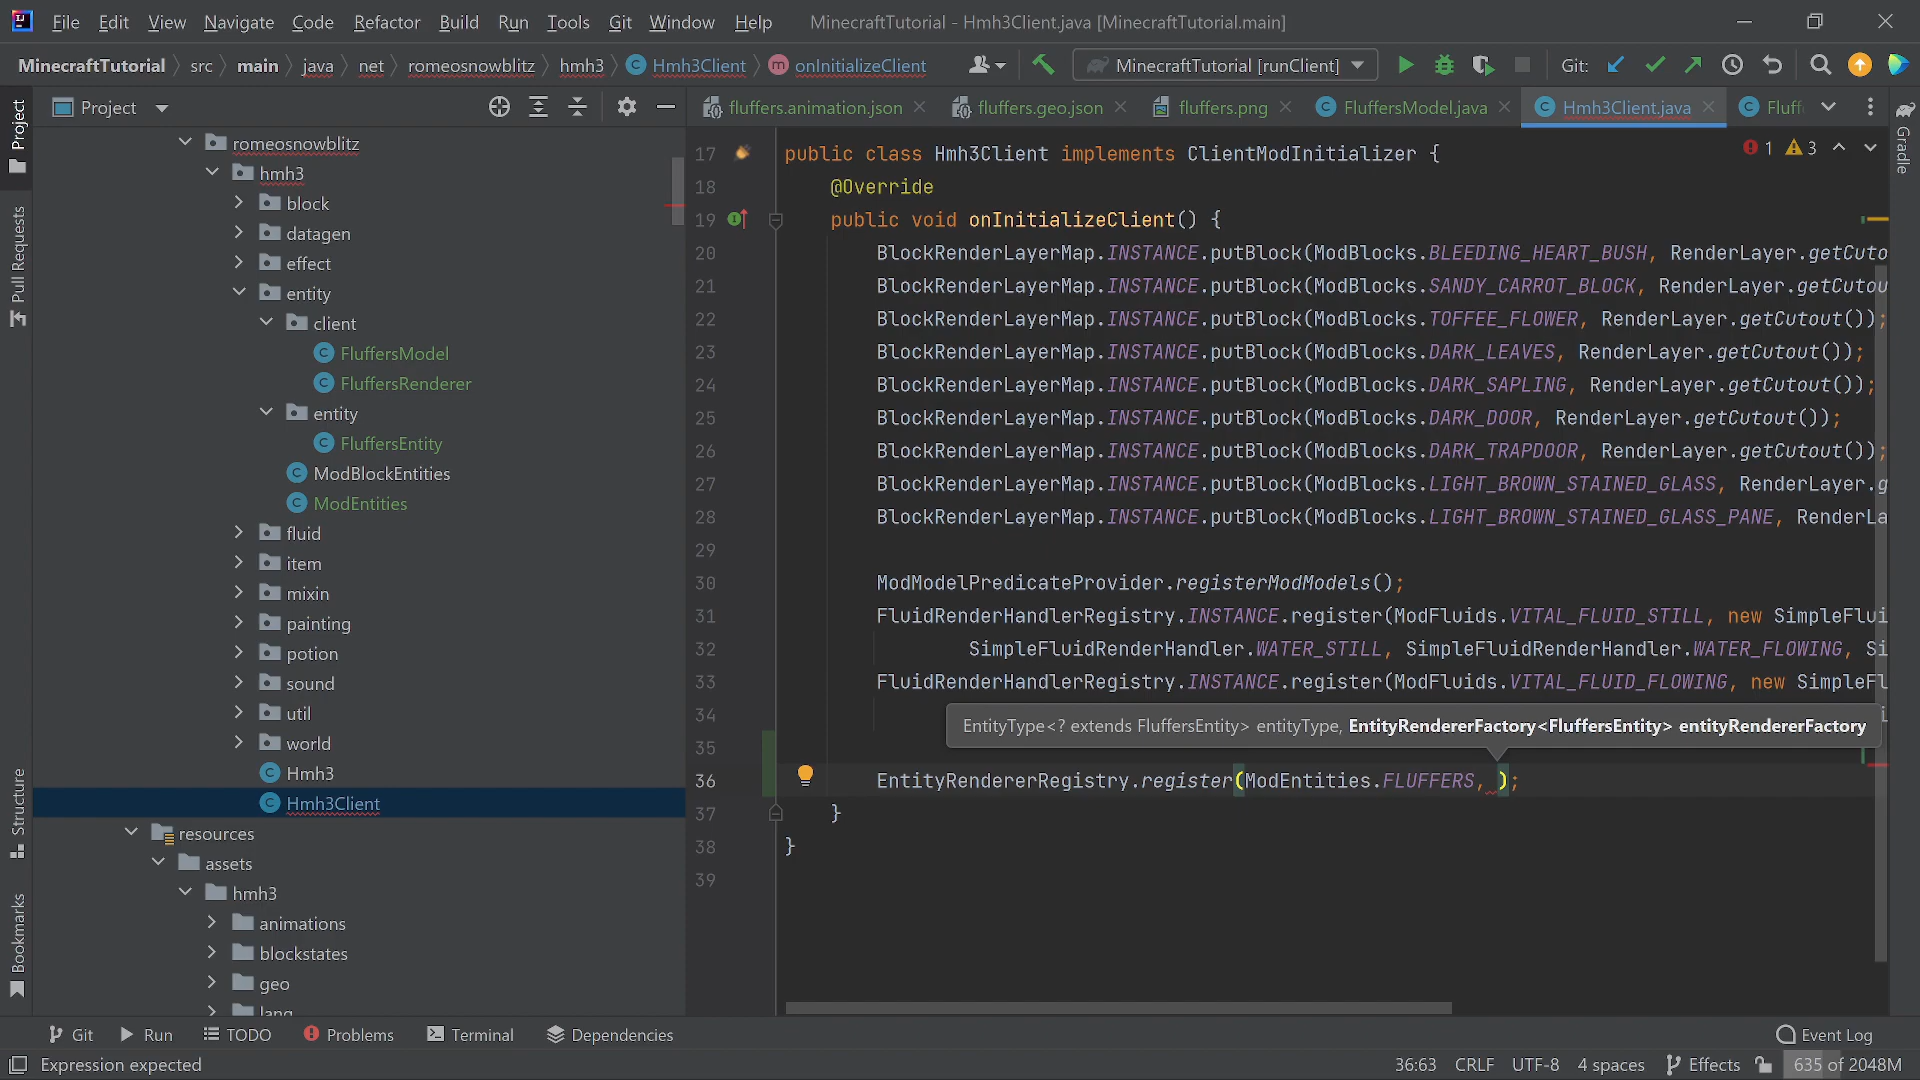 File Edit View Navigate Code Refactor Build Run Tools Git Window Help MinecraftTutorial - Hmh3Client.java [MinecraftTutorial.main]
MinecraftTutorial src main java net romeosnowblitz hmh3 Hmh3Client onInitializeClient MinecraftTutorial [runClient] Git:
Project
fluffers.animation.json fluffers.geo.json fluffers.png FluffersModel.java Hmh3Client.java Fluff
Project
Pull Requests
Structure
Bookmarks
Gradle
romeosnowblitz
hmh3
block
datagen
effect
entity
client
FluffersModel
FluffersRenderer
entity
FluffersEntity
ModBlockEntities
ModEntities
fluid
item
mixin
painting
potion
sound
util
world
Hmh3
Hmh3Client
resources
assets
hmh3
animations
blockstates
geo
lang
1 3
17 public class Hmh3Client implements ClientModInitializer {
18 @Override
19 public void onInitializeClient() {
20 BlockRenderLayerMap.INSTANCE.putBlock(ModBlocks.BLEEDING_HEART_BUSH, RenderLayer.getCuto
21 BlockRenderLayerMap.INSTANCE.putBlock(ModBlocks.SANDY_CARROT_BLOCK, RenderLayer.getCutou
22 BlockRenderLayerMap.INSTANCE.putBlock(ModBlocks.TOFFEE_FLOWER, RenderLayer.getCutout());
23 BlockRenderLayerMap.INSTANCE.putBlock(ModBlocks.DARK_LEAVES, RenderLayer.getCutout());
24 BlockRenderLayerMap.INSTANCE.putBlock(ModBlocks.DARK_SAPLING, RenderLayer.getCutout());
25 BlockRenderLayerMap.INSTANCE.putBlock(ModBlocks.DARK_DOOR, RenderLayer.getCutout());
26 BlockRenderLayerMap.INSTANCE.putBlock(ModBlocks.DARK_TRAPDOOR, RenderLayer.getCutout());
27 BlockRenderLayerMap.INSTANCE.putBlock(ModBlocks.LIGHT_BROWN_STAINED_GLASS, RenderLayer.g
28 BlockRenderLayerMap.INSTANCE.putBlock(ModBlocks.LIGHT_BROWN_STAINED_GLASS_PANE, RenderLa
29
30 ModModelPredicateProvider.registerModModels();
31 FluidRenderHandlerRegistry.INSTANCE.register(ModFluids.VITAL_FLUID_STILL, new SimpleFlui
32 SimpleFluidRenderHandler.WATER_STILL, SimpleFluidRenderHandler.WATER_FLOWING, Si
33 FluidRenderHandlerRegistry.INSTANCE.register(ModFluids.VITAL_FLUID_FLOWING, new SimpleFl
34
EntityType<? extends FluffersEntity> entityType, EntityRendererFactory<FluffersEntity> entityRendererFactory
35
36 EntityRendererRegistry.register(ModEntities.FLUFFERS, );
37 }
38 }
39
Git Run TODO Problems Terminal Dependencies Event Log
Expression expected 36:63 CRLF UTF-8 4 spaces Effects 635 of 2048M